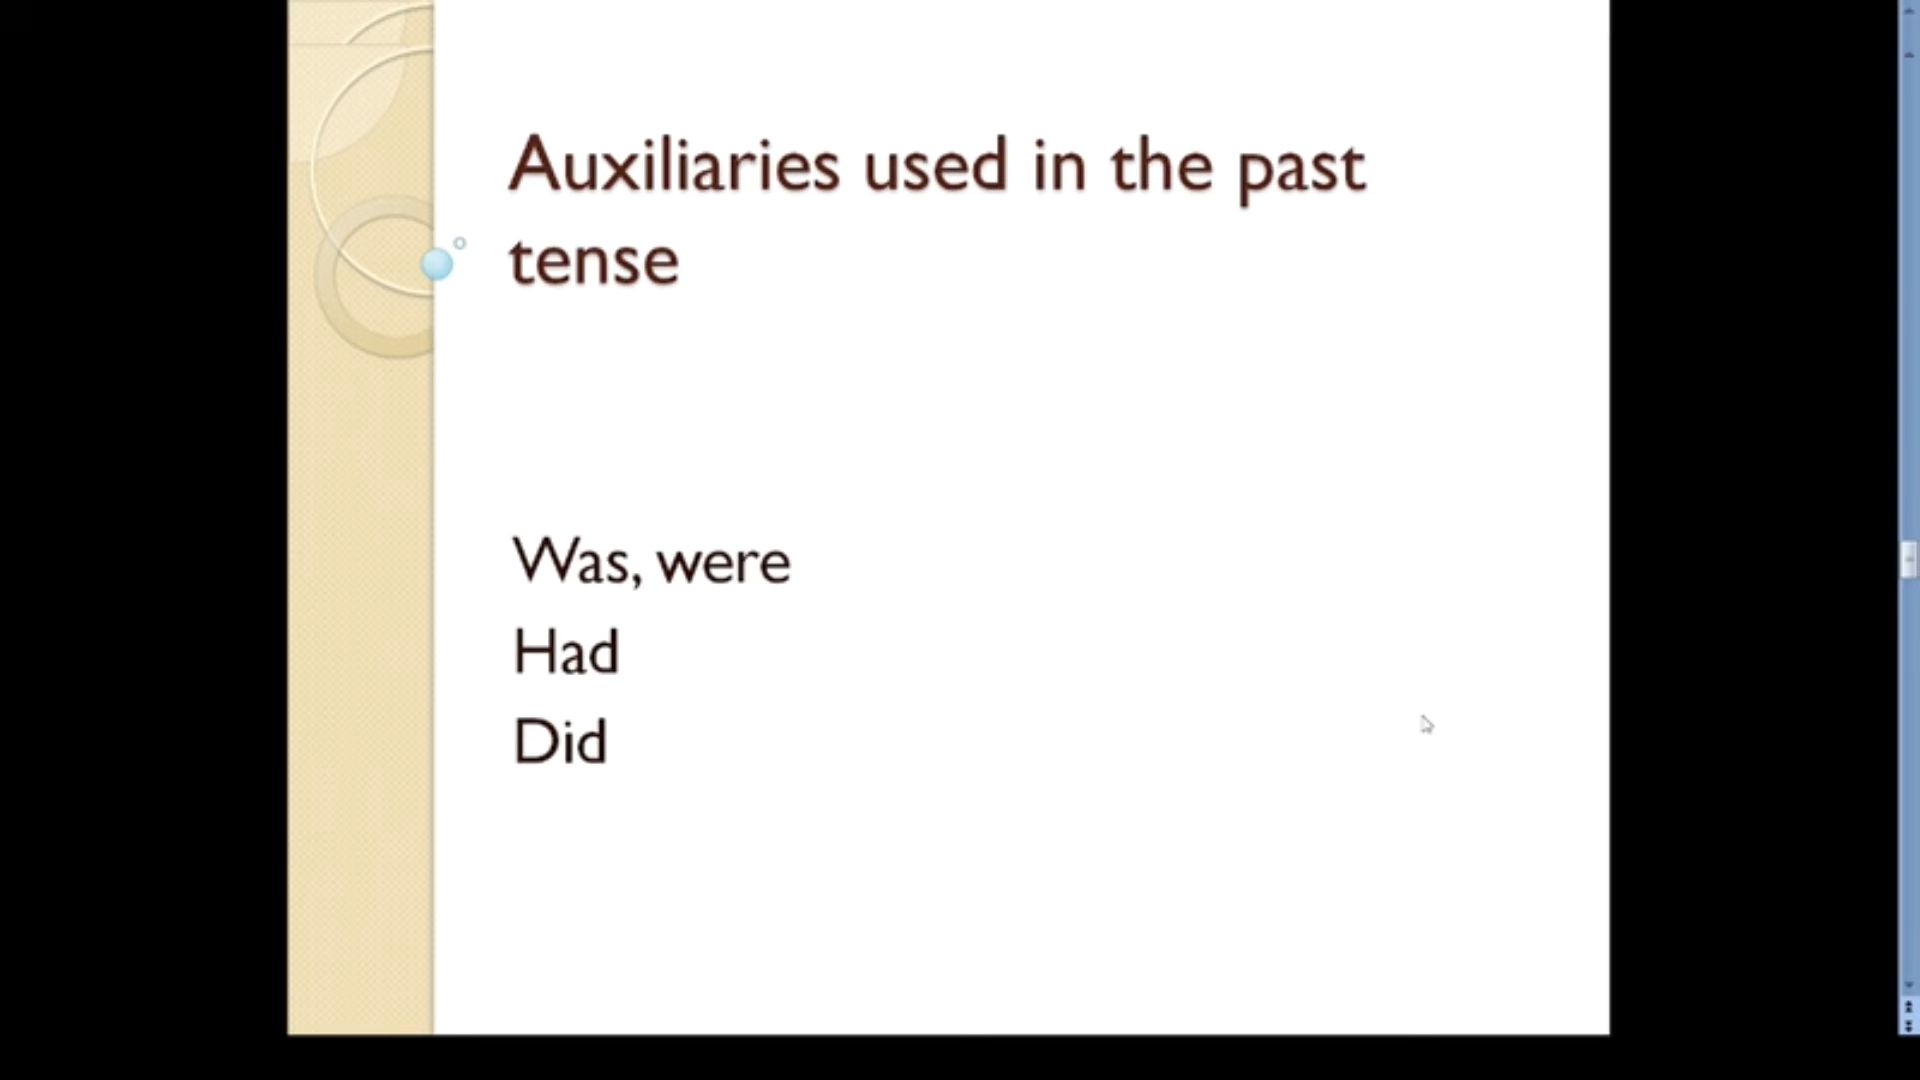 Auxiliaries used in the past
tense
Was, were
Had
Did